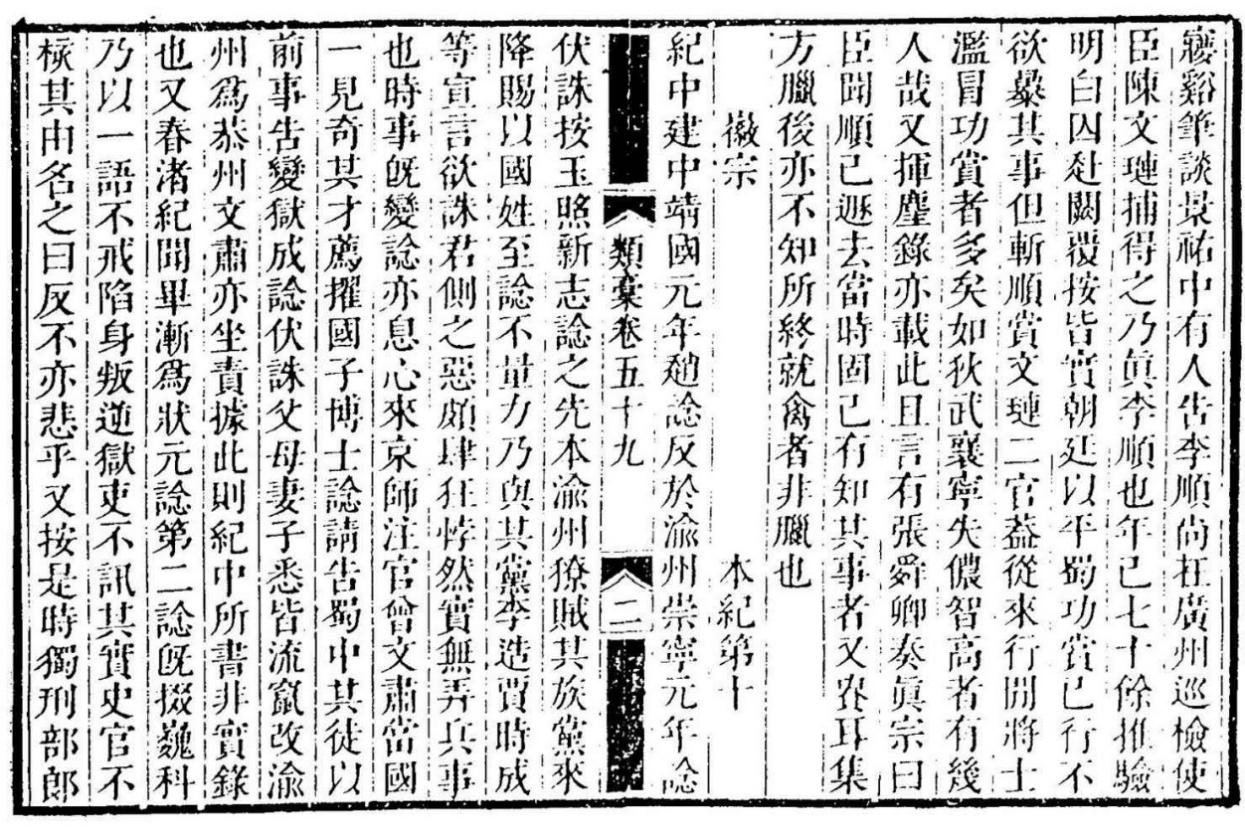 寢谿筆談景祐中有人告李順尚在廣州巡檢使
臣陳文璉捕得之乃眞李順也年已七十餘推驗
明白囚赴闕覆按皆實朝廷以平蜀功賞已行不
欲暴其事但斬順賞文璉二官蓋從來行閒將士
濫冒功賞者多矣如狄武襄寧失儂智高者有幾
人哉又揮麈錄亦載此且言有張舜卿奏眞宗曰
臣聞順已遯去當時固已有知其事者又賓耳集
方臘後亦不知所終就禽者非臘也
徽宗 本紀第十
紀中建中靖國元年趙諗反於渝州崇寧元年諗
類稾卷五十九 二
伏誅按玉照新志諗之先本渝州獠賊其族黨來
降賜以國姓至諗不量力乃與其黨李造賈時成
等宣言欲誅君側之惡頗肆狂悖然實無弄兵事
也時事旣變諗亦息心來京師注官曾文肅當國
一見奇其才薦擢國子博士諗請告蜀中其徒以
前事告變獄成諗伏誅父母妻子悉皆流竄改渝
州爲恭州文肅亦坐責據此則紀中所書非實錄
也又春渚紀聞畢漸爲狀元諗第二諗旣掇巍科
乃以一語不戒陷身叛逆獄吏不訊其實史官不
核其由名之曰反不亦悲乎又按是時獨刑部郎